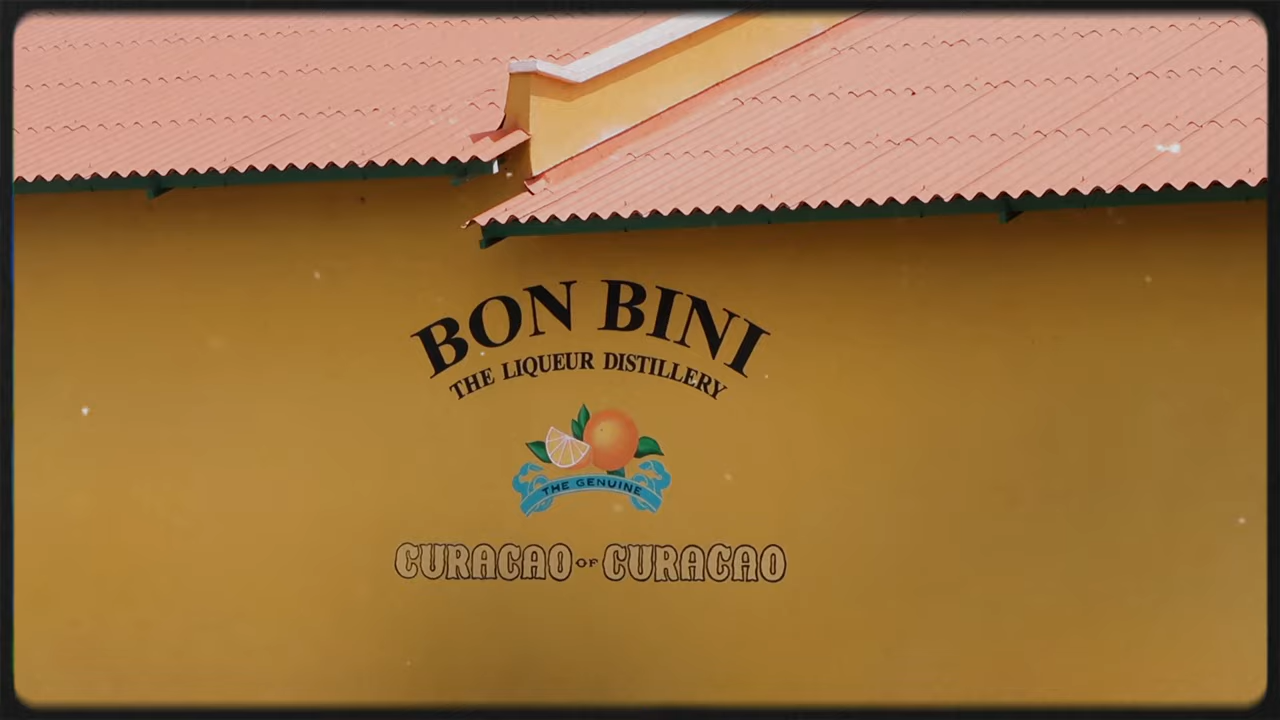 BON BINI
THE LIQUEUR DISTILLERY
THE GENUINE
CURACAO OF CURACAO